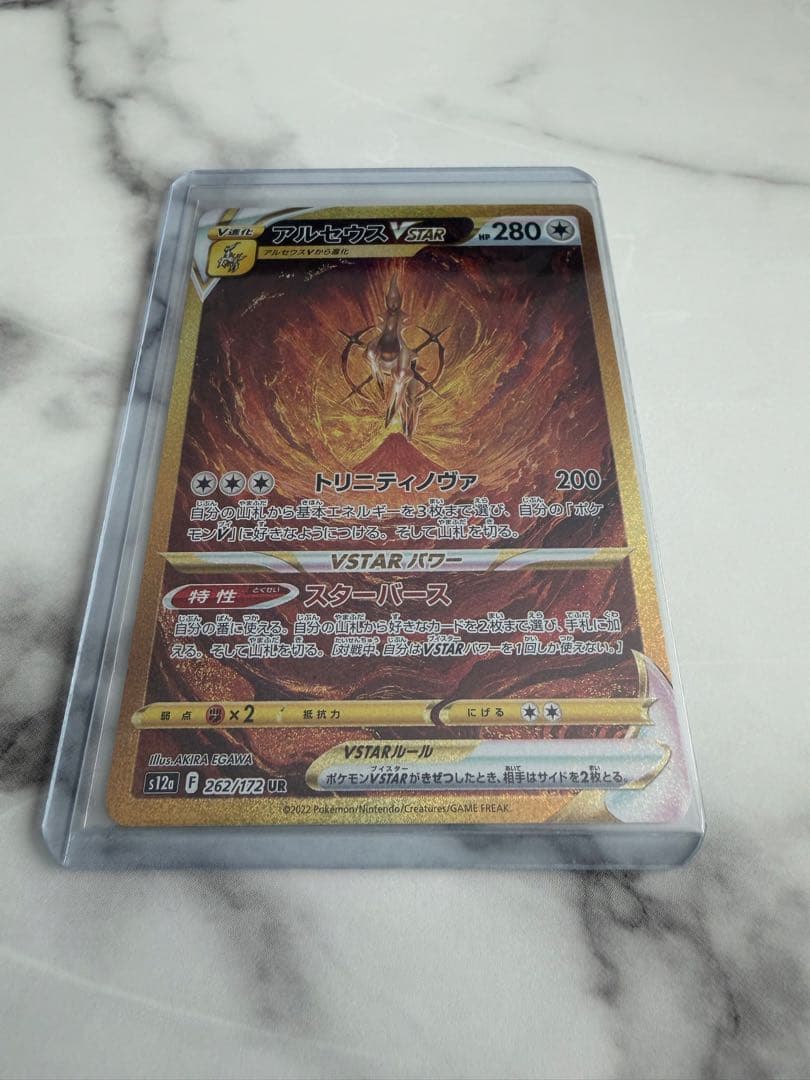 V進化
アルセウスVSTAR
HP 280
アルセウスVから進化
トリニティノヴァ 200
自分の山札から基本エネルギーを3枚まで選び、自分の「ポケ
モンV」に好きなようにつける。そして山札を切る。
VSTARパワー
特性 スターバース
自分の番に使える。自分の山札から好きなカードを2枚まで選び、手札に加
える。そして山札を切る。[対戦中、自分はVSTARパワーを1回しか使えない。]
弱点 ×2 抵抗力 にげる
Illus. AKIRA EGAWA
VSTARルール
ポケモンVSTARがきぜつしたとき、相手はサイドを2枚とる。
s12a F 262/172 UR
©2022 Pokémon/Nintendo/Creatures/GAME FREAK.